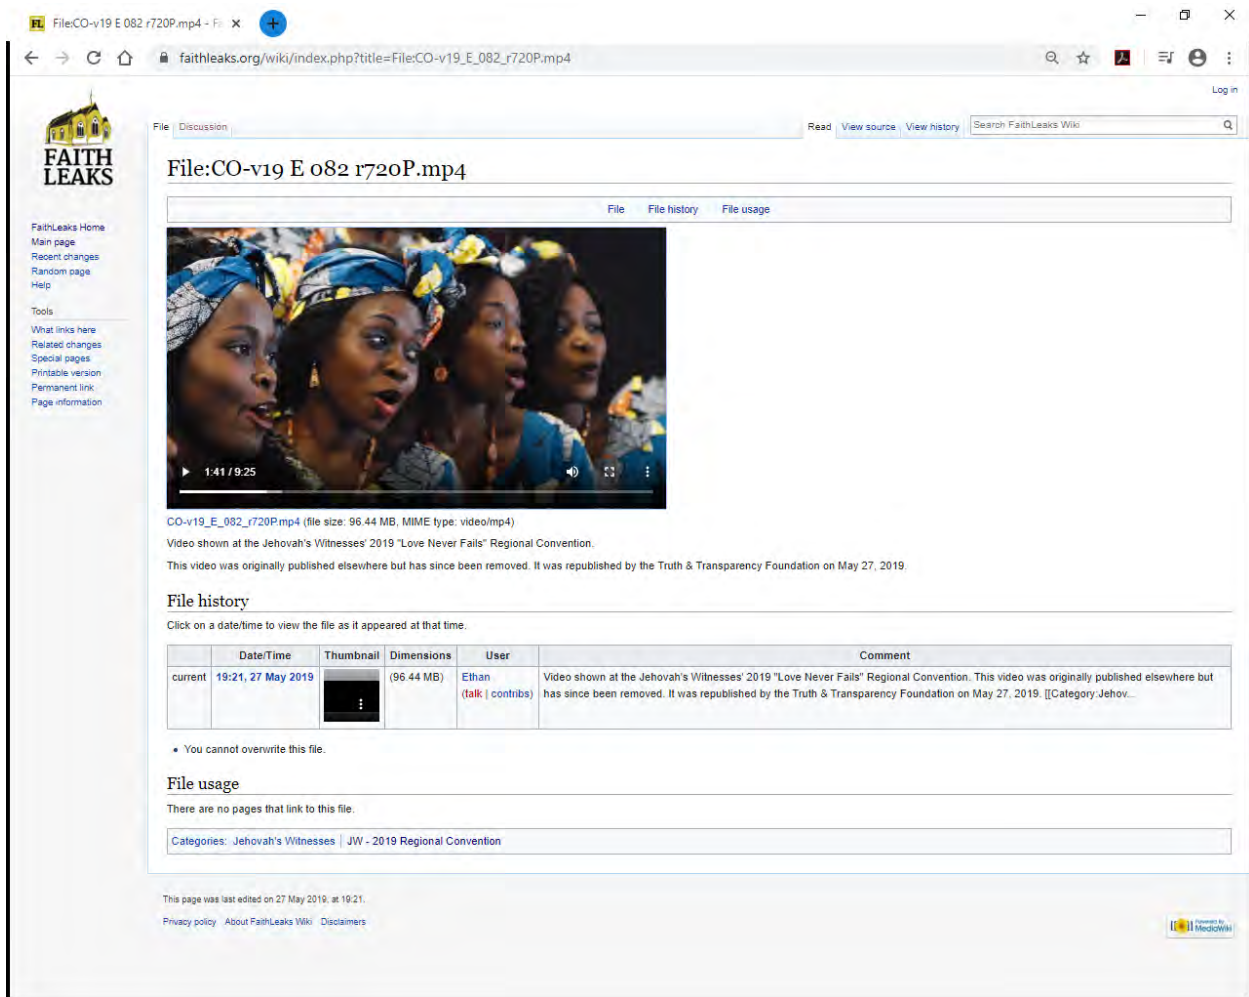 FL File:CO-v19 E 082 r720P.mp4 - F
faithleaks.org/wiki/index.php?title=File:CO-v19_E_082_r720P.mp4
Log in
FAITH
LEAKS
File Discussion
Read View source View history Search FaithLeaks Wiki
File:CO-v19 E 082 r720P.mp4
File File history File usage
FaithLeaks Home
Main page
Recent changes
Random page
Help
Tools
What links here
Related changes
Special pages
Printable version
Permanent link
Page information
1:41 / 9:25
CO-v19_E_082_r720P.mp4 (file size: 96.44 MB, MIME type: video/mp4)
Video shown at the Jehovah's Witnesses' 2019 "Love Never Fails" Regional Convention.
This video was originally published elsewhere but has since been removed. It was republished by the Truth & Transparency Foundation on May 27, 2019.
File history
Click on a date/time to view the file as it appeared at that time.
Date/Time Thumbnail Dimensions User Comment
current 19:21, 27 May 2019 (96.44 MB) Ethan Video shown at the Jehovah's Witnesses' 2019 "Love Never Fails" Regional Convention. This video was originally published elsewhere but
(talk | contribs) has since been removed. It was republished by the Truth & Transparency Foundation on May 27, 2019. [[Category:Jehov...
• You cannot overwrite this file.
File usage
There are no pages that link to this file.
Categories: Jehovah's Witnesses | JW - 2019 Regional Convention
This page was last edited on 27 May 2019, at 19:21.
Privacy policy About FaithLeaks Wiki Disclaimers
Powered By
MediaWiki